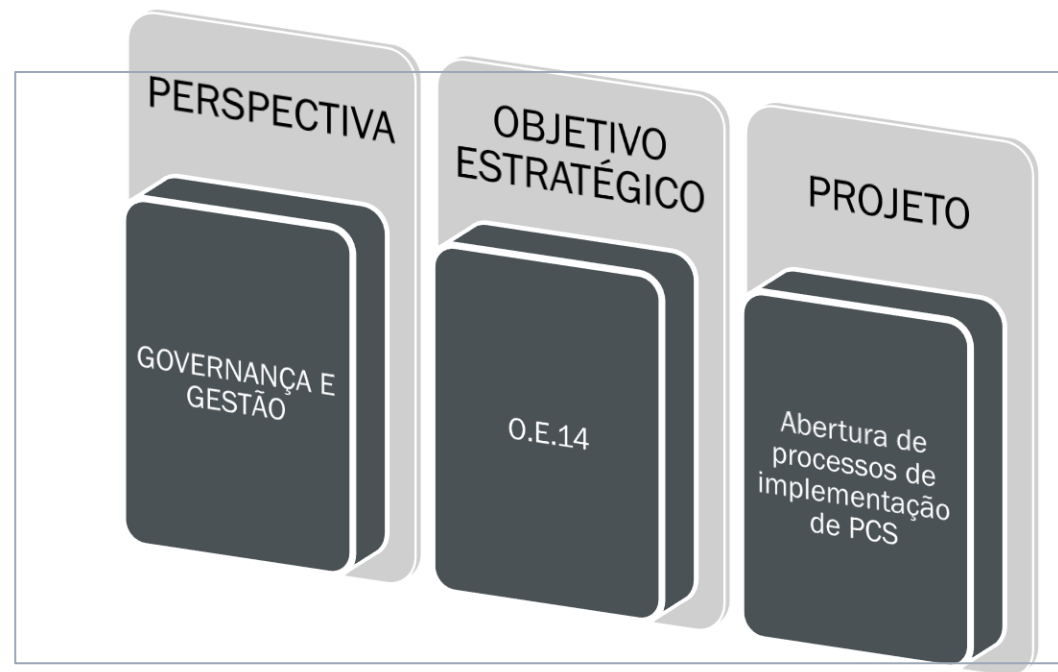 PERSPECTIVA
GOVERNANÇA E
GESTÃO
OBJETIVO
ESTRATÉGICO
O.E.14
PROJETO
Abertura de
processos de
implementação
de PCS